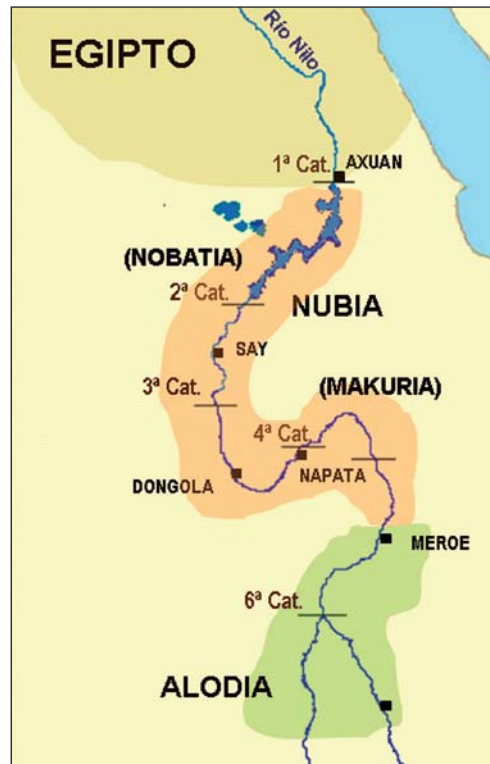 Río Nilo
EGIPTO
1ª Cat.
AXUAN
(NOBATIA)
2ª Cat.
NUBIA
SAY
3ª Cat.
(MAKURIA)
4ª Cat.
DONGOLA
NAPATA
MEROE
6ª Cat.
ALODIA